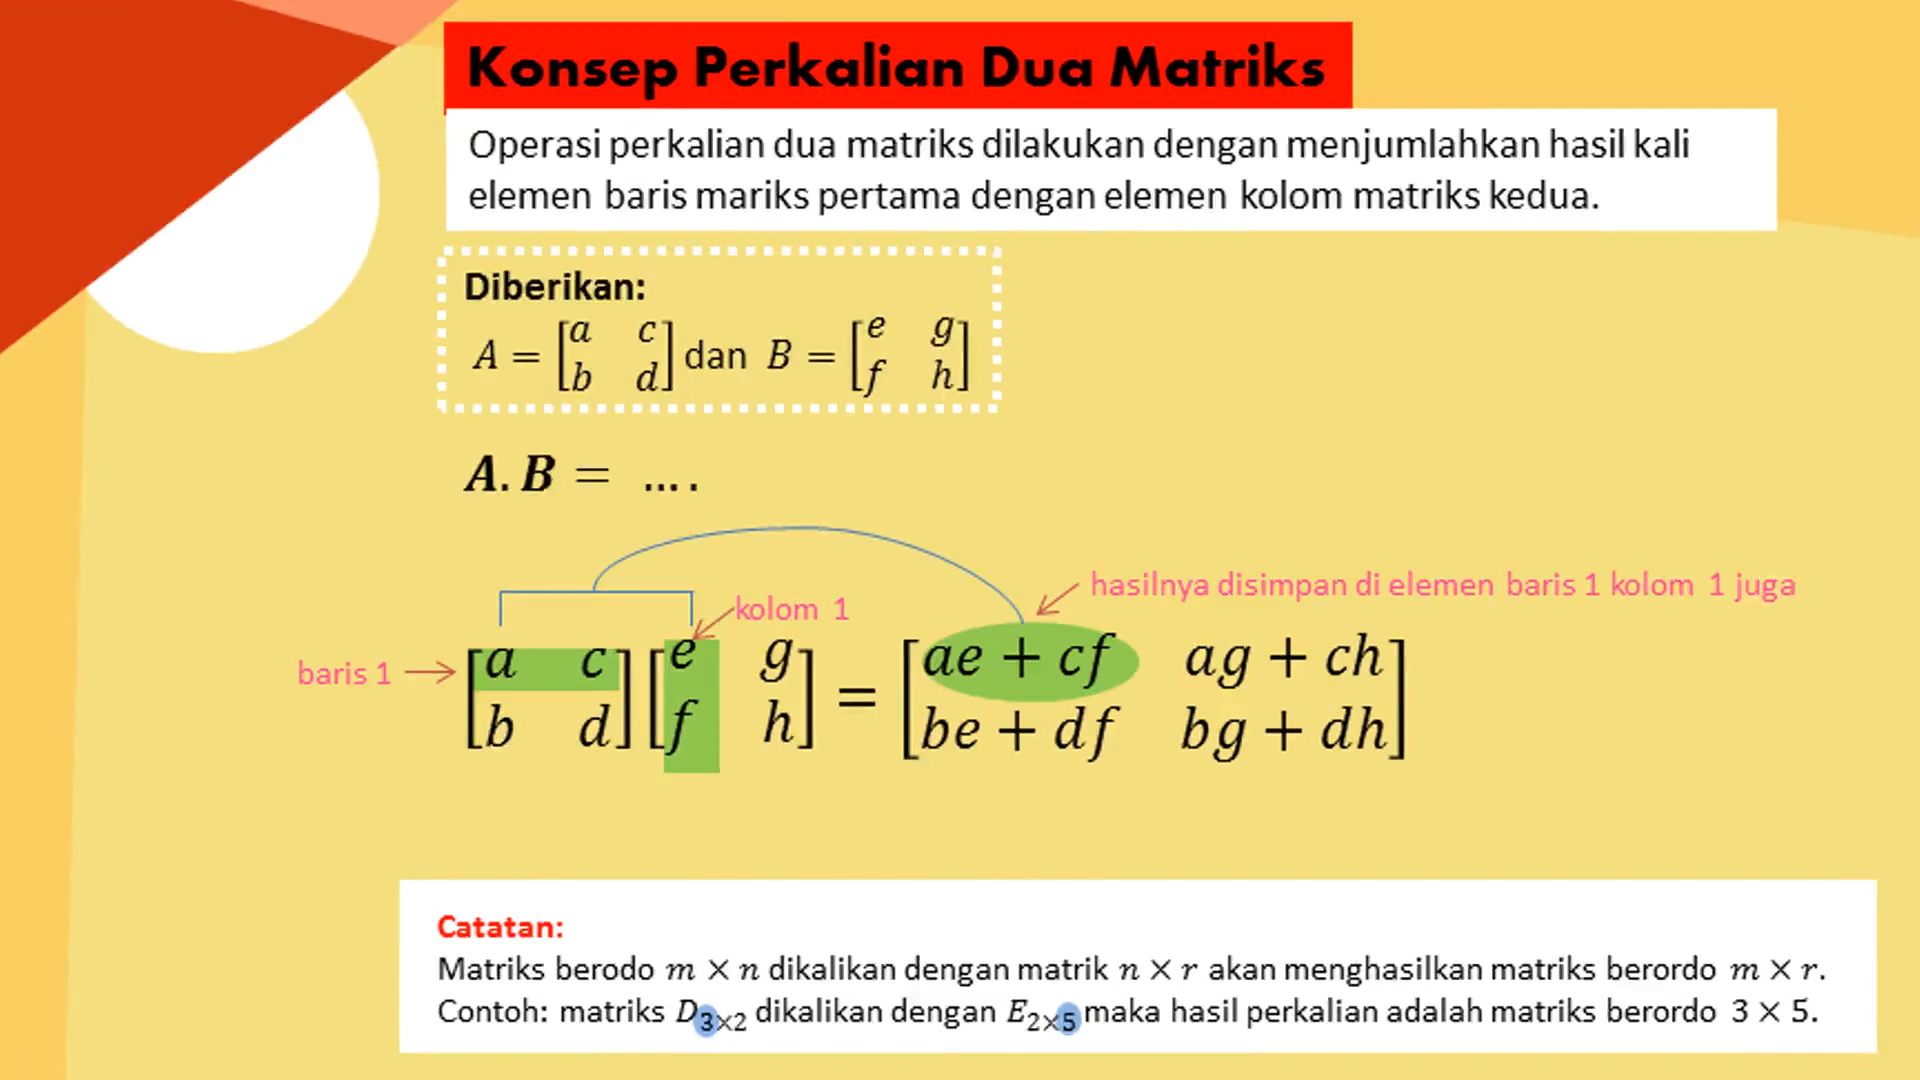 Konsep Perkalian Dua Matriks
Operasi perkalian dua matriks dilakukan dengan menjumlahkan hasil kali
elemen baris mariks pertama dengan elemen kolom matriks kedua.
Diberikan:
A = [a c] dan B = [e g]
[b d] [f h]
A. B = ....
hasilnya disimpan di elemen baris 1 kolom 1 juga
kolom 1
baris 1
[a c] [e g] = [ae + cf ag + ch]
[b d] [f h] [be + df bg + dh]
Catatan:
Matriks berodo m × n dikalikan dengan matrik n × r akan menghasilkan matriks berordo m × r.
Contoh: matriks D3×2 dikalikan dengan E2×5 maka hasil perkalian adalah matriks berordo 3 × 5.